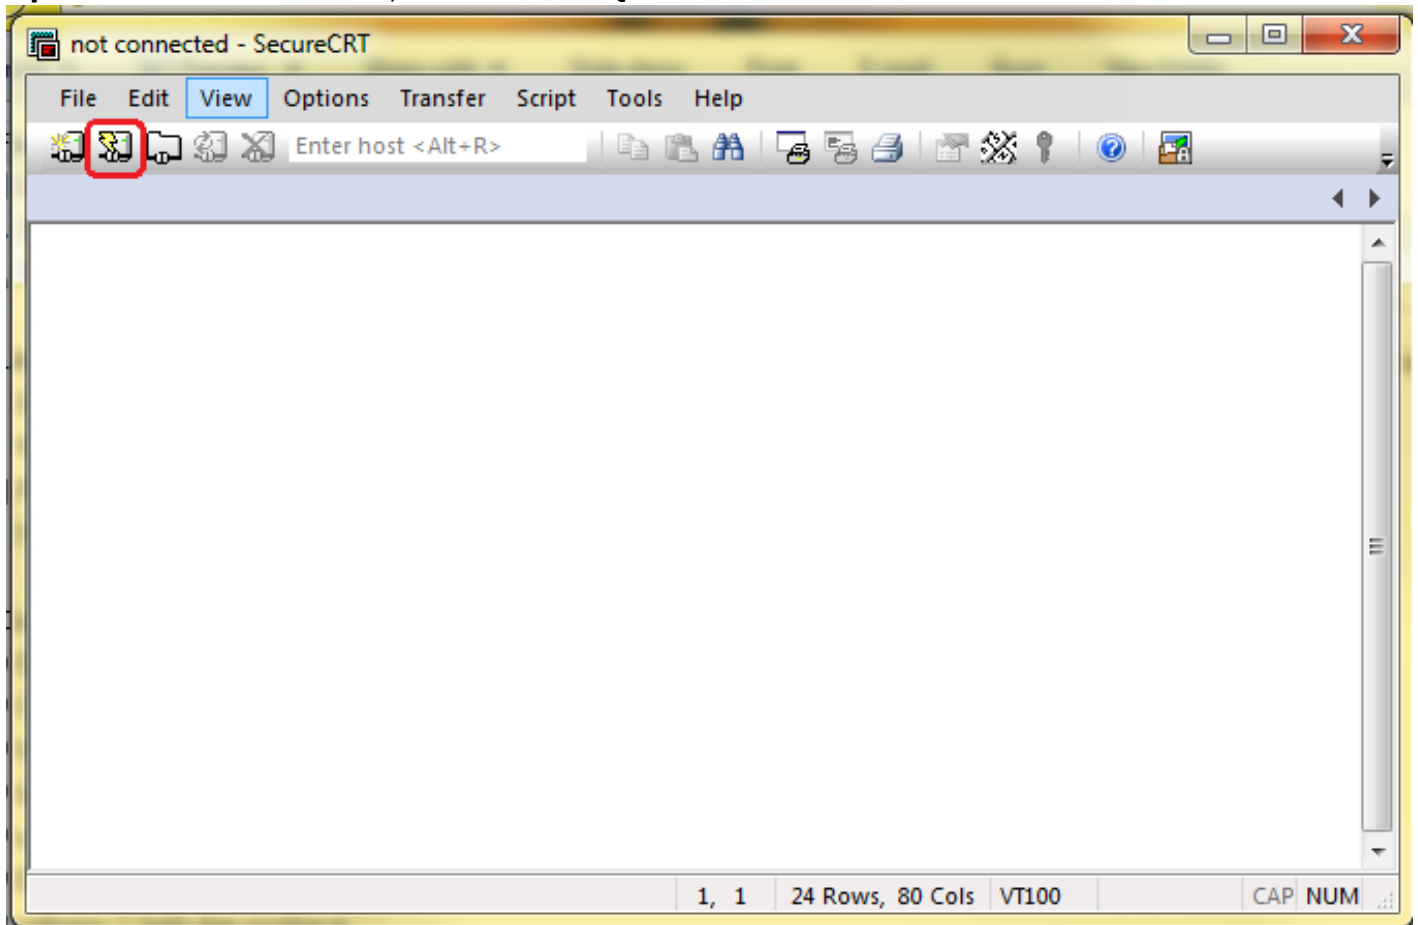 not connected - SecureCRT
File Edit View Options Transfer Script Tools Help
Enter host <Alt+R>
1, 1 24 Rows, 80 Cols VT100 CAP NUM